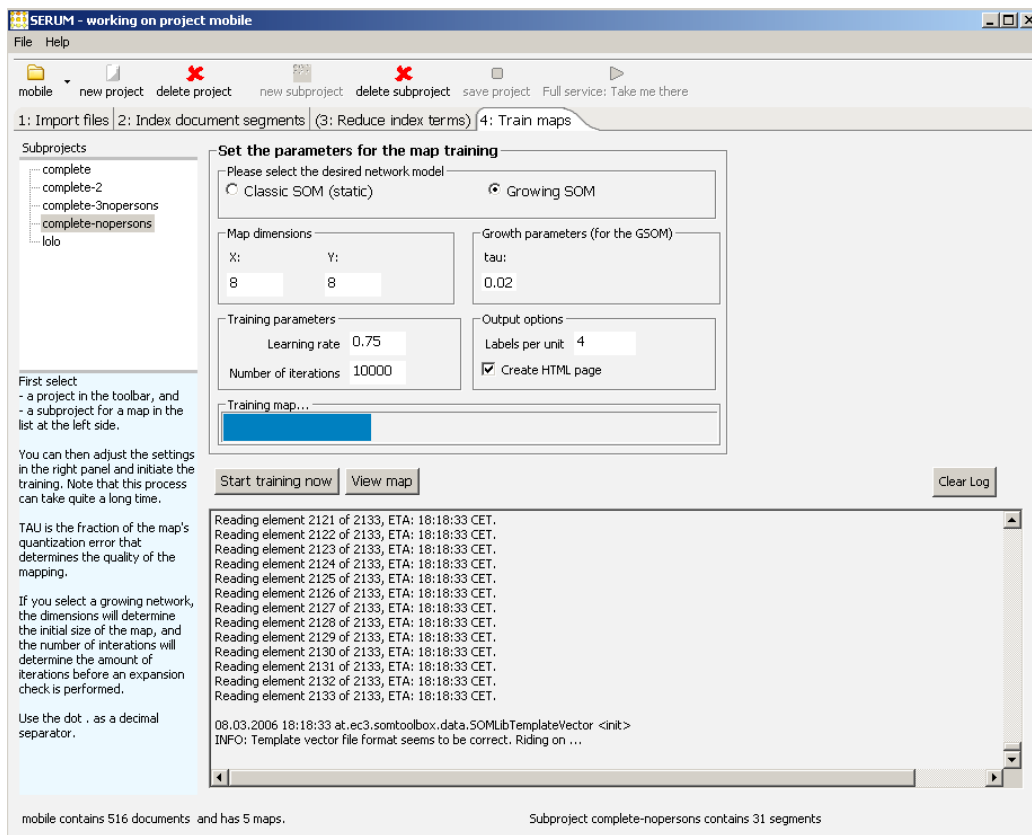 SERUM - working on project mobile
File Help
mobile new project delete project new subproject delete subproject save project Full service: Take me there
1: Import files 2: Index document segments (3: Reduce index terms) 4: Train maps
Subprojects
complete
complete-2
complete-3nopersons
complete-nopersons
lolo
First select
- a project in the toolbar, and
- a subproject for a map in the
list at the left side.
You can then adjust the settings
in the right panel and initiate the
training. Note that this process
can take quite a long time.
TAU is the fraction of the map's
quantization error that
determines the quality of the
mapping.
If you select a growing network,
the dimensions will determine
the initial size of the map, and
the number of interations will
determine the amount of
iterations before an expansion
check is performed.
Use the dot . as a decimal
separator.
Set the parameters for the map training
Please select the desired network model
Classic SOM (static) Growing SOM
Map dimensions
X: Y:
8 8
Growth parameters (for the GSOM)
tau:
0.02
Training parameters
Learning rate 0.75
Number of iterations 10000
Output options
Labels per unit 4
Create HTML page
Training map...
Start training now View map Clear Log
Reading element 2121 of 2133, ETA: 18:18:33 CET.
Reading element 2122 of 2133, ETA: 18:18:33 CET.
Reading element 2123 of 2133, ETA: 18:18:33 CET.
Reading element 2124 of 2133, ETA: 18:18:33 CET.
Reading element 2125 of 2133, ETA: 18:18:33 CET.
Reading element 2126 of 2133, ETA: 18:18:33 CET.
Reading element 2127 of 2133, ETA: 18:18:33 CET.
Reading element 2128 of 2133, ETA: 18:18:33 CET.
Reading element 2129 of 2133, ETA: 18:18:33 CET.
Reading element 2130 of 2133, ETA: 18:18:33 CET.
Reading element 2131 of 2133, ETA: 18:18:33 CET.
Reading element 2132 of 2133, ETA: 18:18:33 CET.
Reading element 2133 of 2133, ETA: 18:18:33 CET.
08.03.2006 18:18:33 at.ec3.somtoolbox.data.SOMLibTemplateVector <init>
INFO: Template vector file format seems to be correct. Riding on ...
mobile contains 516 documents and has 5 maps. Subproject complete-nopersons contains 31 segments